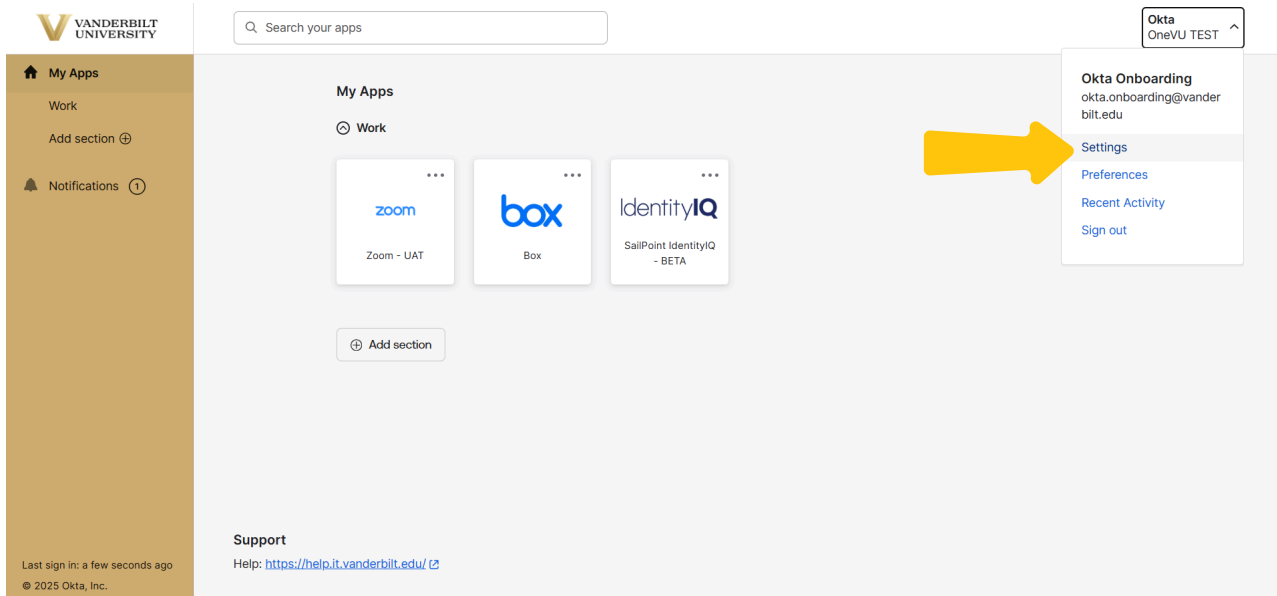 VANDERBILT
UNIVERSITY
Search your apps
Okta
OneVU TEST
My Apps
Work
Add section
Notifications 1
Last sign in: a few seconds ago
© 2025 Okta, Inc.
My Apps
Work
zoom
Zoom - UAT
box
Box
IdentityIQ
SailPoint IdentityIQ
- BETA
Add section
Support
Help: https://help.it.vanderbilt.edu/
Okta Onboarding
okta.onboarding@vander
bilt.edu
Settings
Preferences
Recent Activity
Sign out